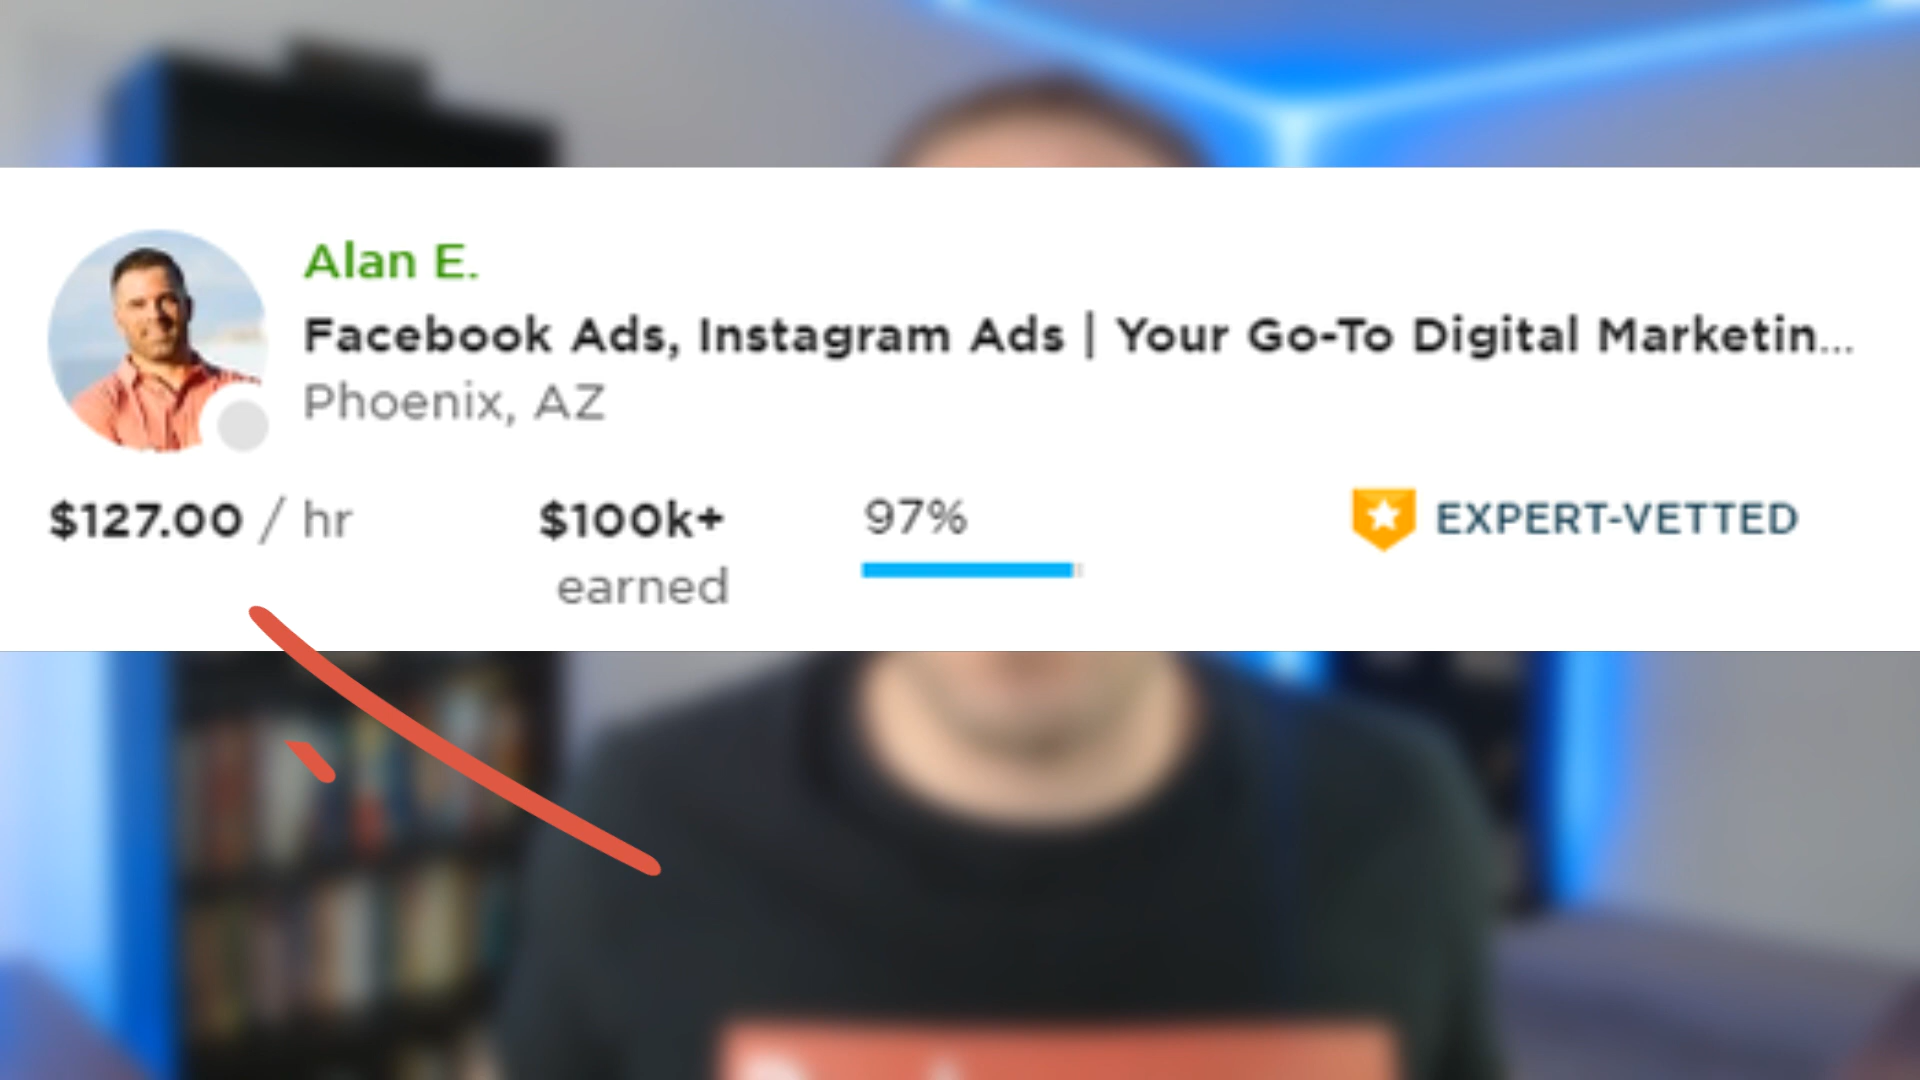 Alan E.
Facebook Ads, Instagram Ads | Your Go-To Digital Marketin...
Phoenix, AZ
$127.00 / hr
$100k+
earned
97%
EXPERT-VETTED